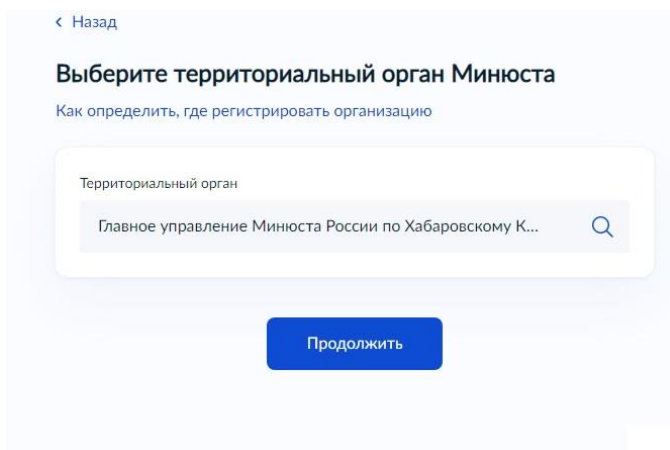 Назад
Выберите территориальный орган Минюста
Как определить, где регистрировать организацию
Территориальный орган
Главное управление Минюста России по Хабаровскому К...
Продолжить